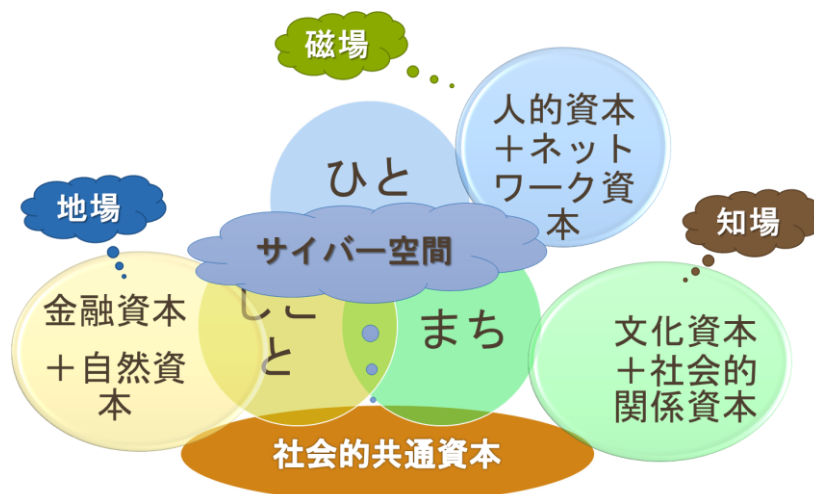 磁場
人的資本
＋ネット
ワーク資
本
ひと
地場
知場
サイバー空間
金融資本
＋自然資
本
しご
と
まち
文化資本
＋社会的
関係資本
社会的共通資本